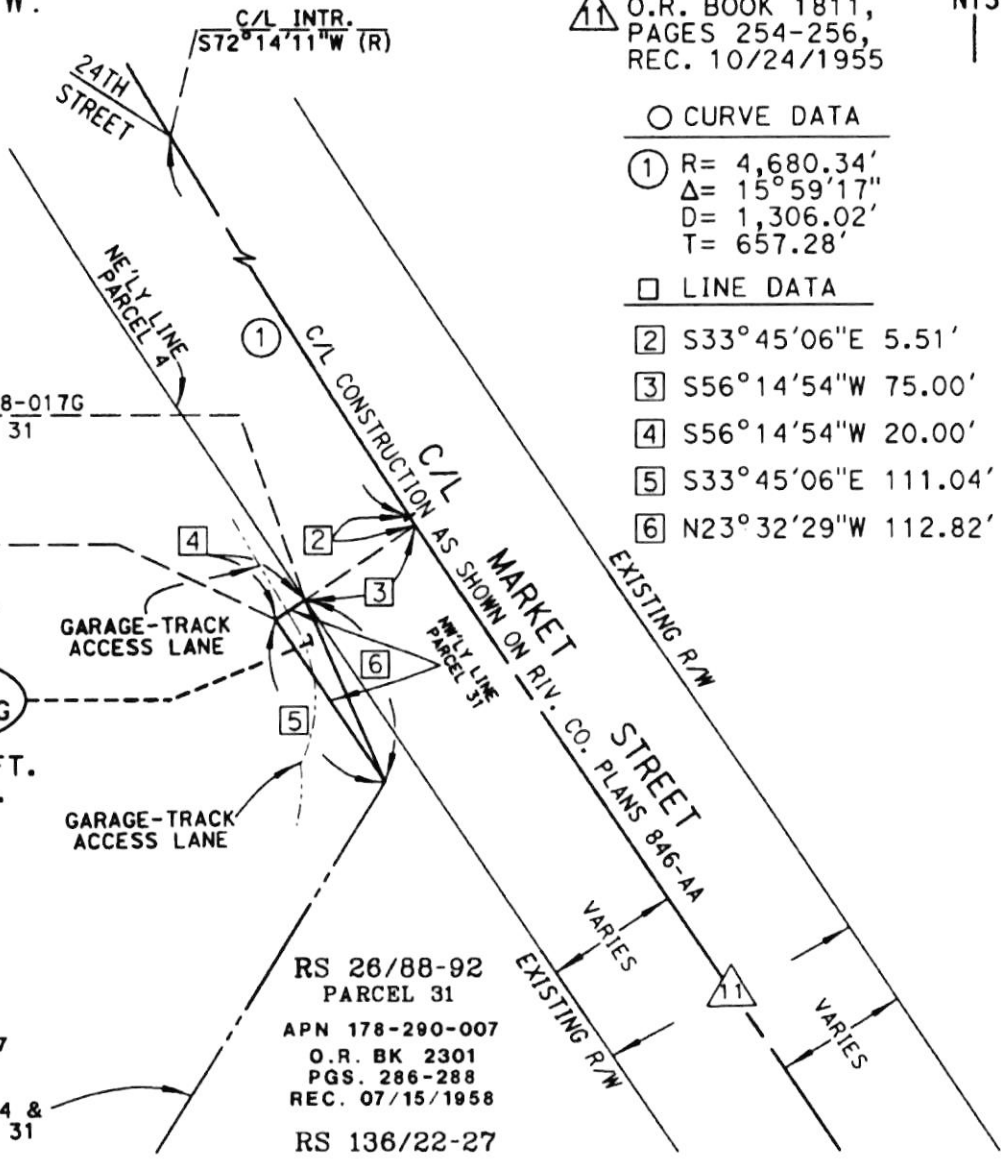 W.
C/L INTR.
S72°14'11"W (R)
24TH
STREET
11 O.R. BOOK 1811,
PAGES 254-256,
REC. 10/24/1955
○ CURVE DATA
1 R= 4,680.34'
Δ= 15°59'17"
D= 1,306.02'
T= 657.28'
□ LINE DATA
2 S33°45'06"E 5.51'
3 S56°14'54"W 75.00'
4 S56°14'54"W 20.00'
5 S33°45'06"E 111.04'
6 N23°32'29"W 112.82'
NE'LY LINE
PARCEL 4
1
C/L CONSTRUCTION AS SHOWN ON RIV. CO. PLANS 846-AA
C/L MARKET STREET
8-017G
31
4
2
3
GARAGE-TRACK
ACCESS LANE
6
NW'LY LINE
PARCEL 31
EXISTING R/W
G
5
FT.
GARAGE-TRACK
ACCESS LANE
VARIES
11
VARIES
EXISTING R/W
RS 26/88-92
PARCEL 31
APN 178-290-007
O.R. BK 2301
PGS. 286-288
REC. 07/15/1958
RS 136/22-27
7
4 &
31